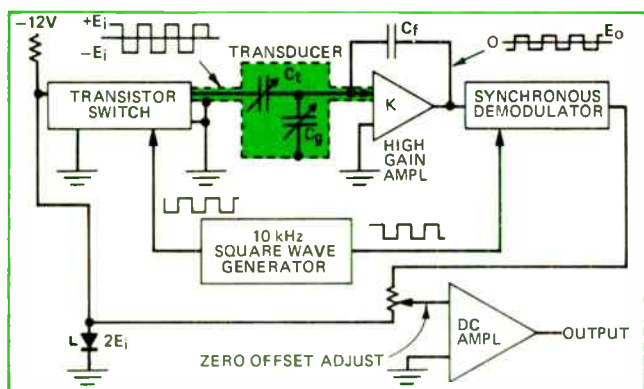 -12V
+Ei
-Ei
TRANSDUCER
Cf
O
Eo
Ct
TRANSISTOR
SWITCH
Cg
K
HIGH
GAIN
AMPL
SYNCHRONOUS
DEMODULATOR
10 kHz
SQUARE WAVE
GENERATOR
L
2Ei
ZERO OFFSET ADJUST
DC
AMPL
OUTPUT